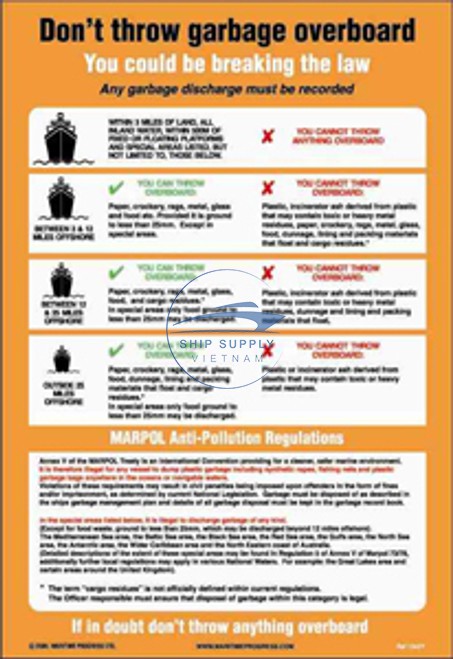 Don't throw garbage overboard
You could be breaking the law
Any garbage discharge must be recorded
WITHIN 3 MILES OF LAND, ALL
INLAND WATER, WITHIN 500M OF
FIXED OR FLOATING PLATFORMS
AND SPECIAL AREAS LISTED, BUT
NOT LIMITED TO, THOSE BELOW.
YOU CANNOT THROW
ANYTHING OVERBOARD
BETWEEN 3 & 12
MILES OFFSHORE
YOU CAN THROW
OVERBOARD:
Paper, crockery, rags, metal, glass
and food etc. Provided it is ground
to less than 25mm. Except in
special areas.
YOU CANNOT THROW
OVERBOARD:
Plastic, incinerator ash derived from plastic
that may contain toxic or heavy metal
residues, paper, crockery, rags, metal, glass,
food, dunnage, lining and packing materials
that float and cargo residues.*
BETWEEN 12
& 25 MILES
OFFSHORE
YOU CAN THROW
OVERBOARD:
Paper, crockery, rags, metal, glass,
food, and cargo residues.*
In special areas only food ground to
less than 25mm may be discharged.
YOU CANNOT THROW
OVERBOARD:
Plastic, incinerator ash derived from plastic
that may contain toxic or heavy metal
residues, dunnage and lining and packing
materials that float.
SHIP SUPPLY
VIETNAM
OUTSIDE 25
MILES
OFFSHORE
YOU CAN THROW
OVERBOARD:
Paper, crockery, rags, metal, glass,
food, dunnage, lining and packing
materials that float and cargo
residues.*
In special areas only food ground to
less than 25mm may be discharged.
YOU CANNOT THROW
OVERBOARD:
Plastic or incinerator ash derived from
plastic that may contain toxic or heavy
metal residues.
MARPOL Anti-Pollution Regulations
Annex V of the MARPOL Treaty is an International Convention providing for a cleaner, safer marine environment.
It is therefore illegal for any vessel to dump plastic garbage including synthetic ropes, fishing nets and plastic
garbage bags anywhere in the oceans or navigable waters.
Violations of these requirements may result in civil penalties being imposed upon offenders in the form of fines
and/or imprisonment, as determined by current National Legislation. Garbage must be disposed of as described in
the ships garbage management plan and details of all garbage disposal must be kept in the garbage record book.
In the special areas listed below, it is illegal to discharge garbage of any kind.
(Except for food waste, ground to less than 25mm, which may be discharged beyond 12 miles offshore).
The Mediterranean Sea area, the Baltic Sea area, the Black Sea area, the Red Sea area, the Gulfs area, the North Sea
area, the Antarctic area, the Wider Caribbean area and the North Eastern coast of Australia.
(Detailed descriptions of the extent of these special areas may be found in Regulation 5 of Annex V of Marpol 73/78,
additionally further local regulations may apply in various National Waters. For example: the Great Lakes area and
certain areas around the United Kingdom).
* The term "cargo residues" is not officially defined within current regulations.
The Officer responsible must ensure that disposal of garbage within this category is legal.
If in doubt don't throw anything overboard
MARITIME PROGRESS LTD.
WWW.MARITIMEPROGRESS.COM